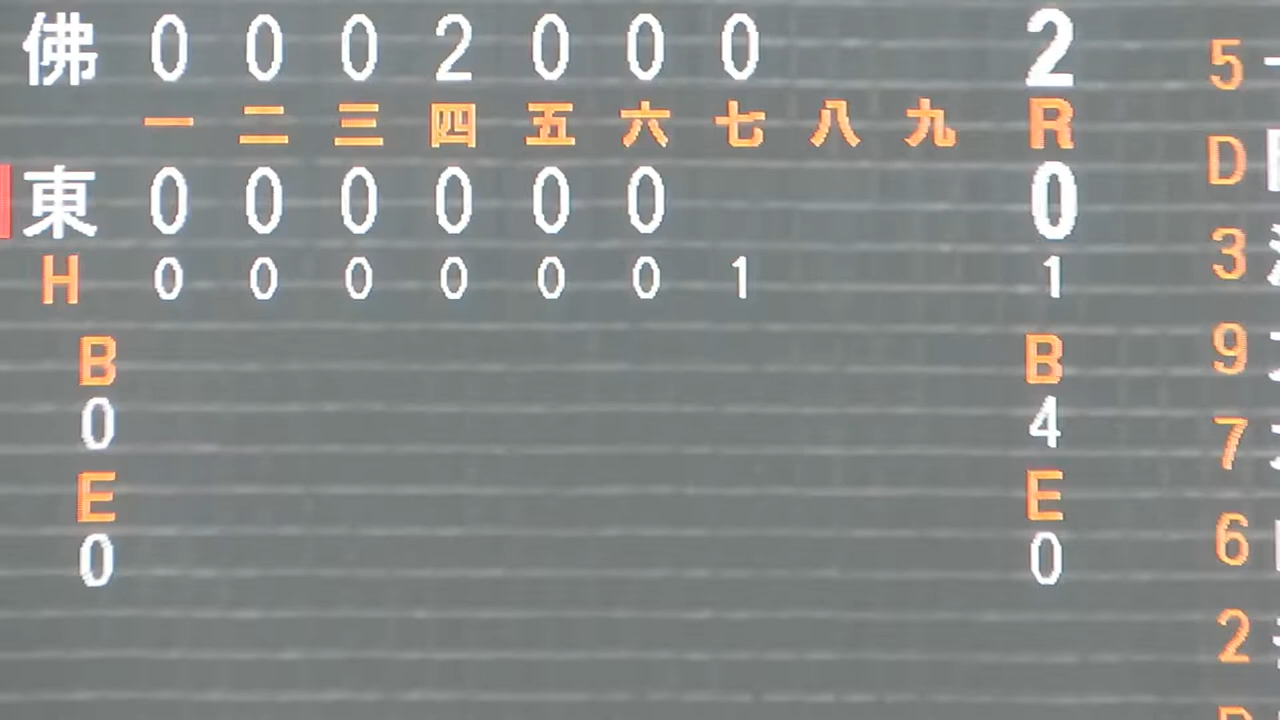 佛 0 0 0 2 0 0 0 2
一 二 三 四 五 六 七 八 九 R
東 0 0 0 0 0 0 0
H 0 0 0 0 0 0 1 1
B B
0 4
E E
0 0
5
D
3
9
7
6
2